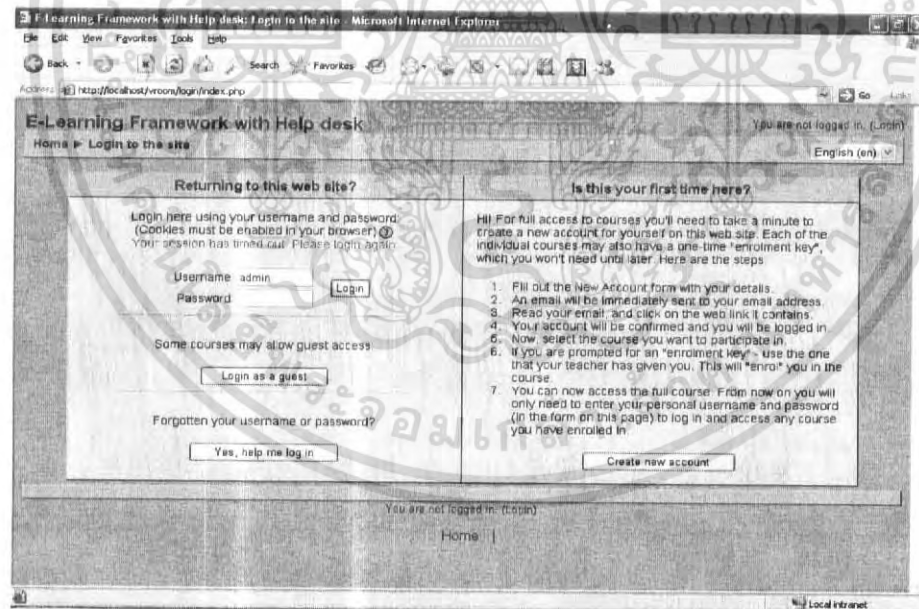 E-Learning Framework with Help desk: Login to the site - Microsoft Internet Explorer
File Edit View Favorites Tools Help
Back Search Favorites
Address http://localhost/vroom/login/index.php Go Links
E-Learning Framework with Help desk
You are not logged in. (Login)
Home ► Login to the site
English (en)
Returning to this web site?
Login here using your username and password
(Cookies must be enabled in your browser)
Your session has timed out. Please login again.
Username admin
Password
Login
Some courses may allow guest access
Login as a guest
Forgotten your username or password?
Yes, help me log in
Is this your first time here?
Hi! For full access to courses you'll need to take a minute to
create a new account for yourself on this web site. Each of the
individual courses may also have a one-time "enrolment key",
which you won't need until later. Here are the steps
1. Fill out the New Account form with your details.
2. An email will be immediately sent to your email address.
3. Read your email, and click on the web link it contains.
4. Your account will be confirmed and you will be logged in.
5. Now, select the course you want to participate in.
6. If you are prompted for an "enrolment key" - use the one
that your teacher has given you. This will "enrol" you in the
course.
7. You can now access the full course. From now on you will
only need to enter your personal username and password
(in the form on this page) to log in and access any course
you have enrolled in.
Create new account
You are not logged in. (Login)
Home |
Local intranet